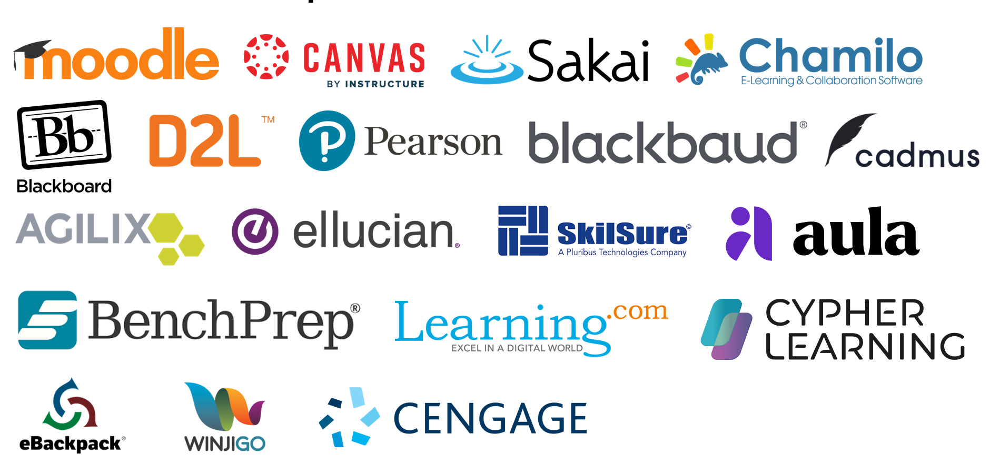 moodle
CANVAS
BY INSTRUCTURE
Sakai
Chamilo
E-Learning & Collaboration Software
Bb
Blackboard
D2L™
Pearson
blackbaud®
cadmus
AGILIX
ellucian®
SkilSure©
A Pluribus Technologies Company
aula
BenchPrep®
Learning.com
EXCEL IN A DIGITAL WORLD
CYPHER
LEARNING
eBackpack®
WINJIGO
CENGAGE